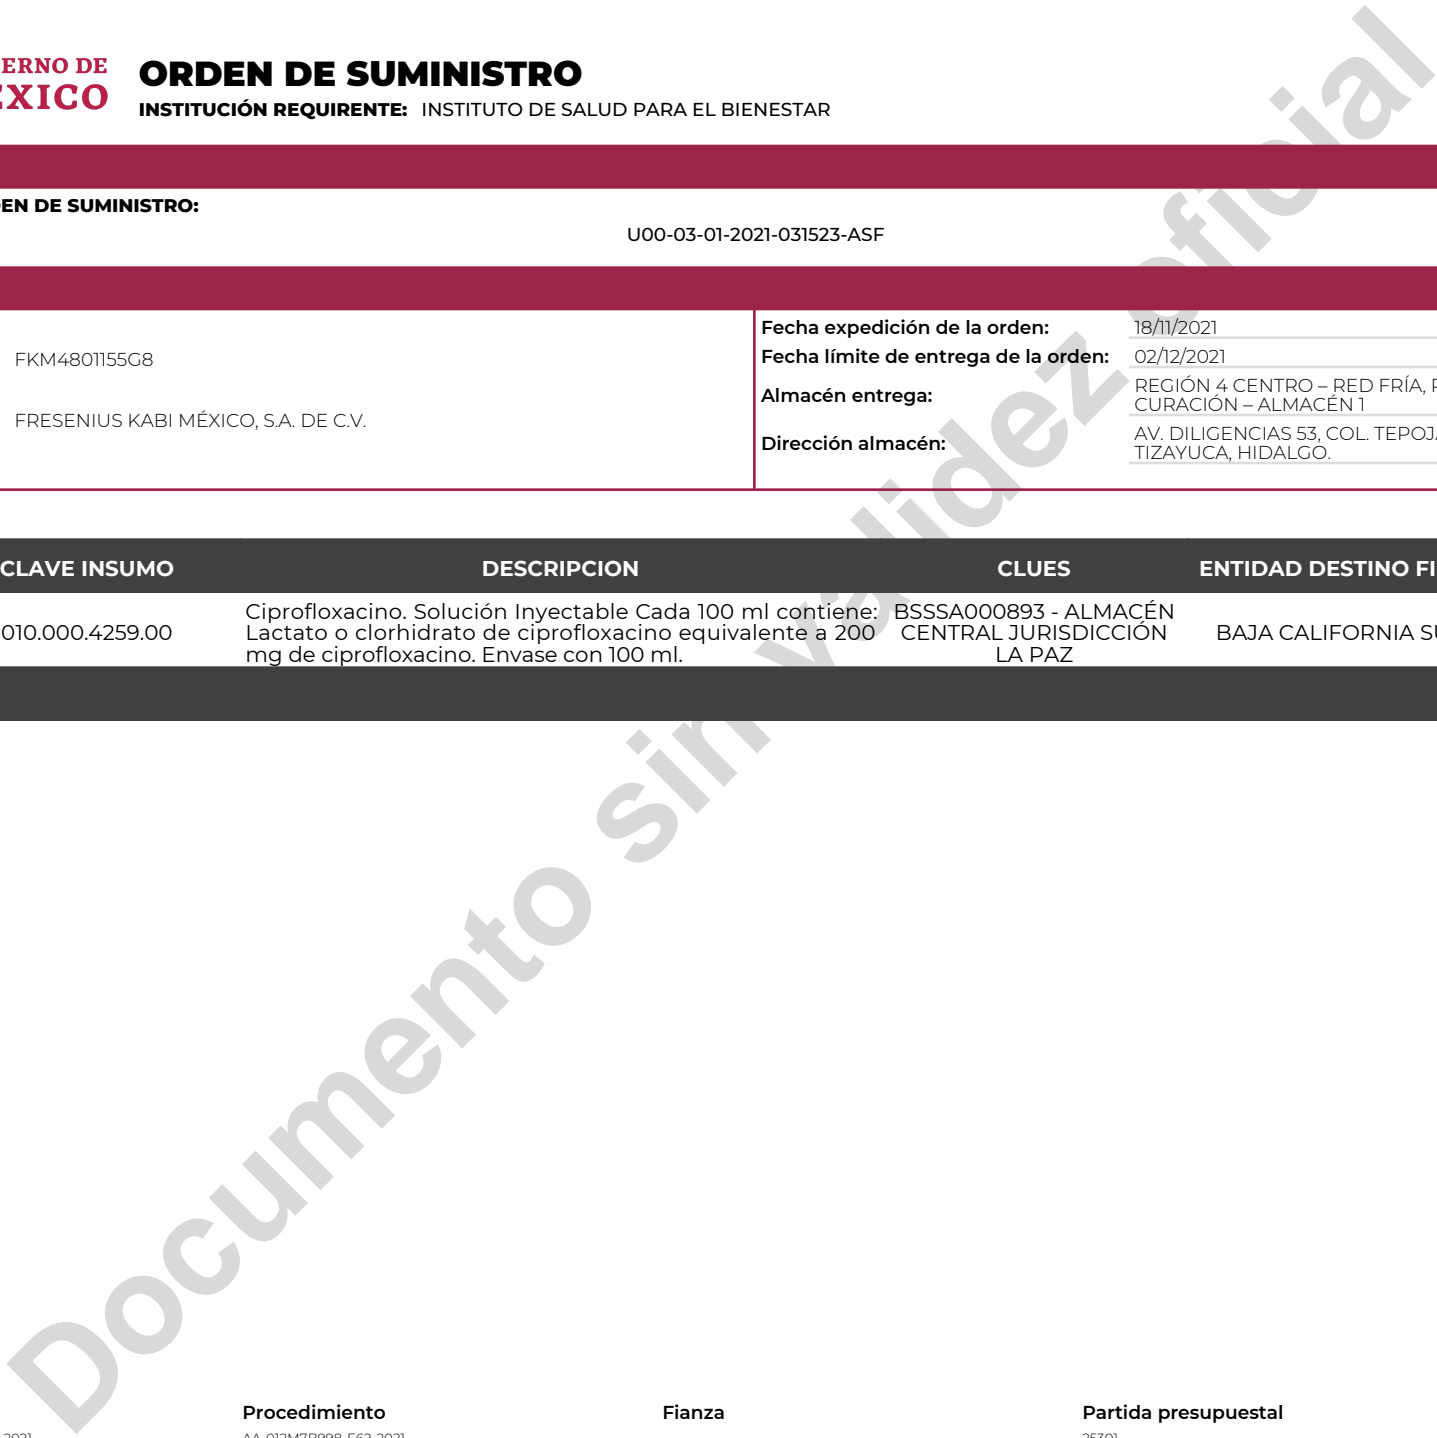 ERNO DE
ORDEN DE SUMINISTRO
INSTITUCIÓN REQUIRENTE: INSTITUTO DE SALUD PARA EL BIENESTAR
EN DE SUMINISTRO:
U00-03-01-2021-031523-ASF
FKM4801155G8
FRESENIUS KABI MÉXICO, S.A. DE C.V.
Fecha expedición de la orden: 18/11/2021
Fecha límite de entrega de la orden: 02/12/2021
Almacén entrega: REGIÓN 4 CENTRO – RED FRÍA,
CURACIÓN – ALMACÉN 1
Dirección almacén: AV. DILIGENCIAS 53, COL. TEPOJ
TIZAYUCA, HIDALGO.
CLAVE INSUMO DESCRIPCION CLUES ENTIDAD DESTINO FI
010.000.4259.00
Ciprofloxacino. Solución Inyectable Cada 100 ml contiene:
Lactato o clorhidrato de ciprofloxacino equivalente a 200
mg de ciprofloxacino. Envase con 100 ml.
BSSSA000893 - ALMACÉN
CENTRAL JURISDICCIÓN
LA PAZ
BAJA CALIFORNIA S
Documento sin validez oficial
Procedimiento Fianza Partida presupuestal